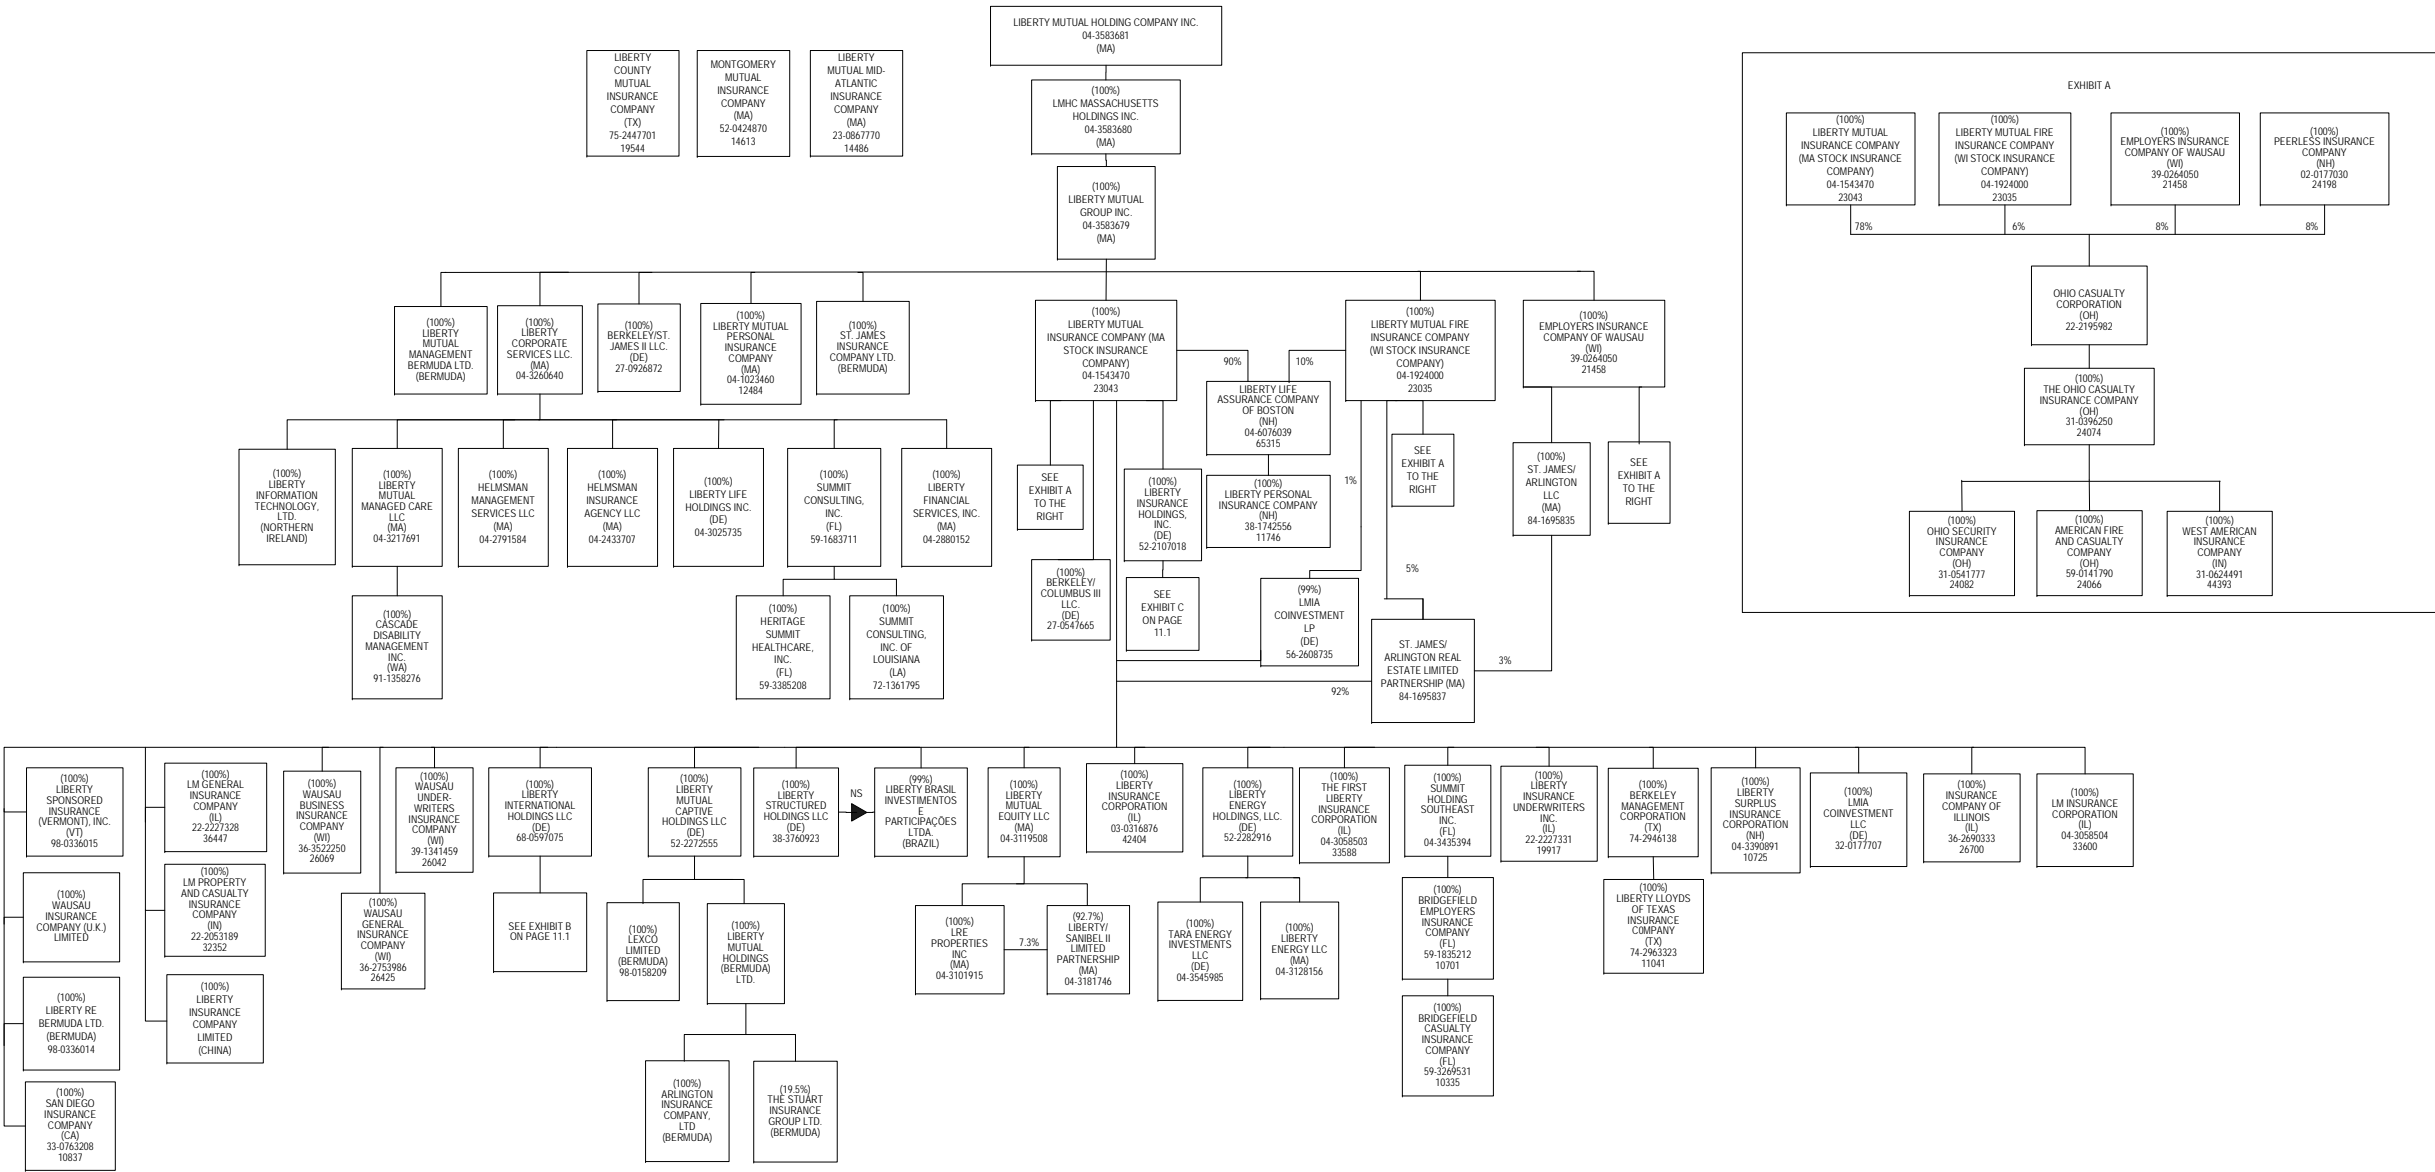 LIBERTY MUTUAL HOLDING COMPANY INC.
04-3583681
(MA)
LIBERTY
COUNTY
MUTUAL
INSURANCE
COMPANY
(TX)
75-2447701
19544
MONTGOMERY
MUTUAL
INSURANCE
COMPANY
(MA)
52-0424870
14613
LIBERTY
MUTUAL MID-
ATLANTIC
INSURANCE
COMPANY
(MA)
23-0867770
14486
(100%)
LMHC MASSACHUSETTS
HOLDINGS INC.
04-3583680
(MA)
(100%)
LIBERTY MUTUAL
GROUP INC.
04-3583679
(MA)
(100%)
LIBERTY
MUTUAL
MANAGEMENT
BERMUDA LTD.
(BERMUDA)
(100%)
LIBERTY
CORPORATE
SERVICES LLC.
(MA)
04-3260640
(100%)
BERKELEY/ST.
JAMES II LLC.
(DE)
27-0926872
(100%)
LIBERTY MUTUAL
PERSONAL
INSURANCE
COMPANY
(MA)
04-1023460
12484
(100%)
ST. JAMES
INSURANCE
COMPANY LTD.
(BERMUDA)
(100%)
LIBERTY MUTUAL
INSURANCE COMPANY (MA
STOCK INSURANCE
COMPANY)
04-1543470
23043
90%
10%
(100%)
LIBERTY MUTUAL FIRE
INSURANCE COMPANY
(WI STOCK INSURANCE
COMPANY)
04-1924000
23035
(100%)
EMPLOYERS INSURANCE
COMPANY OF WAUSAU
(WI)
39-0264050
21458
LIBERTY LIFE
ASSURANCE COMPANY
OF BOSTON
(NH)
04-6076039
65315
(100%)
LIBERTY
INFORMATION
TECHNOLOGY,
LTD.
(NORTHERN
IRELAND)
(100%)
LIBERTY
MUTUAL
MANAGED CARE
LLC
(MA)
04-3217691
(100%)
HELMSMAN
MANAGEMENT
SERVICES LLC
(MA)
04-2791584
(100%)
HELMSMAN
INSURANCE
AGENCY LLC
(MA)
04-2433707
(100%)
LIBERTY LIFE
HOLDINGS INC.
(DE)
04-3025735
(100%)
SUMMIT
CONSULTING,
INC.
(FL)
59-1683711
(100%)
LIBERTY
FINANCIAL
SERVICES, INC.
(MA)
04-2880152
SEE
EXHIBIT A
TO THE
RIGHT
(100%)
LIBERTY
INSURANCE
HOLDINGS,
INC.
(DE)
52-2107018
(100%)
LIBERTY PERSONAL
INSURANCE COMPANY
(NH)
38-1742556
11746
1%
SEE
EXHIBIT A
TO THE
RIGHT
(100%)
ST. JAMES/
ARLINGTON
LLC
(MA)
84-1695835
SEE
EXHIBIT A
TO THE
RIGHT
(100%)
CASCADE
DISABILITY
MANAGEMENT
INC.
(WA)
91-1358276
(100%)
HERITAGE
SUMMIT
HEALTHCARE,
INC.
(FL)
59-3385208
(100%)
SUMMIT
CONSULTING,
INC. OF
LOUISIANA
(LA)
72-1361795
(100%)
BERKELEY/
COLUMBUS III
LLC.
(DE)
27-0547665
SEE
EXHIBIT C
ON PAGE
11.1
(99%)
LMIA
COINVESTMENT
LP
(DE)
56-2608735
5%
ST. JAMES/
ARLINGTON REAL
ESTATE LIMITED
PARTNERSHIP (MA)
84-1695837
3%
92%
EXHIBIT A
(100%)
LIBERTY MUTUAL
INSURANCE COMPANY
(MA STOCK INSURANCE
COMPANY)
04-1543470
23043
(100%)
LIBERTY MUTUAL FIRE
INSURANCE COMPANY
(WI STOCK INSURANCE
COMPANY)
04-1924000
23035
(100%)
EMPLOYERS INSURANCE
COMPANY OF WAUSAU
(WI)
39-0264050
21458
(100%)
PEERLESS INSURANCE
COMPANY
(NH)
02-0177030
24198
78%
6%
8%
8%
OHIO CASUALTY
CORPORATION
(OH)
22-2195982
(100%)
THE OHIO CASUALTY
INSURANCE COMPANY
(OH)
31-0396250
24074
(100%)
OHIO SECURITY
INSURANCE
COMPANY
(OH)
31-0541777
24082
(100%)
AMERICAN FIRE
AND CASUALTY
COMPANY
(OH)
59-0141790
24066
(100%)
WEST AMERICAN
INSURANCE
COMPANY
(IN)
31-0624491
44393
(100%)
LIBERTY
SPONSORED
INSURANCE
(VERMONT), INC.
(VT)
98-0336015
(100%)
LM GENERAL
INSURANCE
COMPANY
(IL)
22-2227328
36447
(100%)
WAUSAU
BUSINESS
INSURANCE
COMPANY
(WI)
36-3522250
26069
(100%)
WAUSAU
UNDER-
WRITERS
INSURANCE
COMPANY
(WI)
39-1341459
26042
(100%)
LIBERTY
INTERNATIONAL
HOLDINGS LLC
(DE)
68-0597075
(100%)
LIBERTY
MUTUAL
CAPTIVE
HOLDINGS LLC
(DE)
52-2272555
(100%)
LIBERTY
STRUCTURED
HOLDINGS LLC
(DE)
38-3760923
NS
(99%)
LIBERTY BRASIL
INVESTIMENTOS
E
PARTICIPAÇÕES
LTDA.
(BRAZIL)
(100%)
LIBERTY
MUTUAL
EQUITY LLC
(MA)
04-3119508
(100%)
LIBERTY
INSURANCE
CORPORATION
(IL)
03-0316876
42404
(100%)
LIBERTY
ENERGY
HOLDINGS, LLC.
(DE)
52-2282916
(100%)
THE FIRST
LIBERTY
INSURANCE
CORPORATION
(IL)
04-3058503
33588
(100%)
SUMMIT
HOLDING
SOUTHEAST
INC.
(FL)
04-3435394
(100%)
LIBERTY
INSURANCE
UNDERWRITERS
INC.
(IL)
22-2227331
19917
(100%)
BERKELEY
MANAGEMENT
CORPORATION
(TX)
74-2946138
(100%)
LIBERTY
SURPLUS
INSURANCE
CORPORATION
(NH)
04-3390891
10725
(100%)
LMIA
COINVESTMENT
LLC
(DE)
32-0177707
(100%)
INSURANCE
COMPANY OF
ILLINOIS
(IL)
36-2690333
26700
(100%)
LM INSURANCE
CORPORATION
(IL)
04-3058504
33600
(100%)
WAUSAU
INSURANCE
COMPANY (U.K.)
LIMITED
(100%)
LM PROPERTY
AND CASUALTY
INSURANCE
COMPANY
(IN)
22-2053189
32352
(100%)
WAUSAU
GENERAL
INSURANCE
COMPANY
(WI)
36-2753986
26425
SEE EXHIBIT B
ON PAGE 11.1
(100%)
LEXCO
LIMITED
(BERMUDA)
98-0158209
(100%)
LIBERTY
MUTUAL
HOLDINGS
(BERMUDA)
LTD.
(100%)
LRE
PROPERTIES
INC
(MA)
04-3101915
7.3%
(92.7%)
LIBERTY/
SANIBEL II
LIMITED
PARTNERSHIP
(MA)
04-3181746
(100%)
TARA ENERGY
INVESTMENTS
LLC
(DE)
04-3545985
(100%)
LIBERTY
ENERGY LLC
(MA)
04-3128156
(100%)
BRIDGEFIELD
EMPLOYERS
INSURANCE
COMPANY
(FL)
59-1835212
10701
(100%)
LIBERTY LLOYDS
OF TEXAS
INSURANCE
C0MPANY
(TX)
74-2963323
11041
(100%)
LIBERTY RE
BERMUDA LTD.
(BERMUDA)
98-0336014
(100%)
LIBERTY
INSURANCE
COMPANY
LIMITED
(CHINA)
(100%)
BRIDGEFIELD
CASUALTY
INSURANCE
COMPANY
(FL)
59-3269531
10335
(100%)
SAN DIEGO
INSURANCE
COMPANY
(CA)
33-0763208
10837
(100%)
ARLINGTON
INSURANCE
COMPANY,
LTD
(BERMUDA)
(19.5%)
THE STUART
INSURANCE
GROUP LTD.
(BERMUDA)